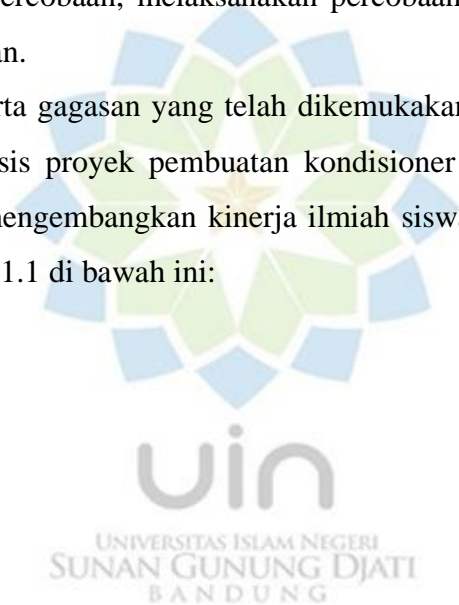 percobaan, melaksanakan percobaan
an.
rta gagasan yang telah dikemukakan
sis proyek pembuatan kondisioner
mengembangkan kinerja ilmiah sisw
1.1 di bawah ini:
uin
UNIVERSITAS ISLAM NEGERI
SUNAN GUNUNG DJATI
BANDUNG